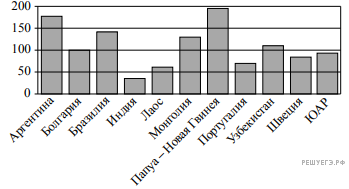 200
150
100
50
0
Аргентина
Болгария
Бразилия
Индия
Лаос
Монголия
Папуа – Новая Гвинея
Португалия
Узбекистан
Швеция
ЮАР
РЕШУЕГЭ.РФ